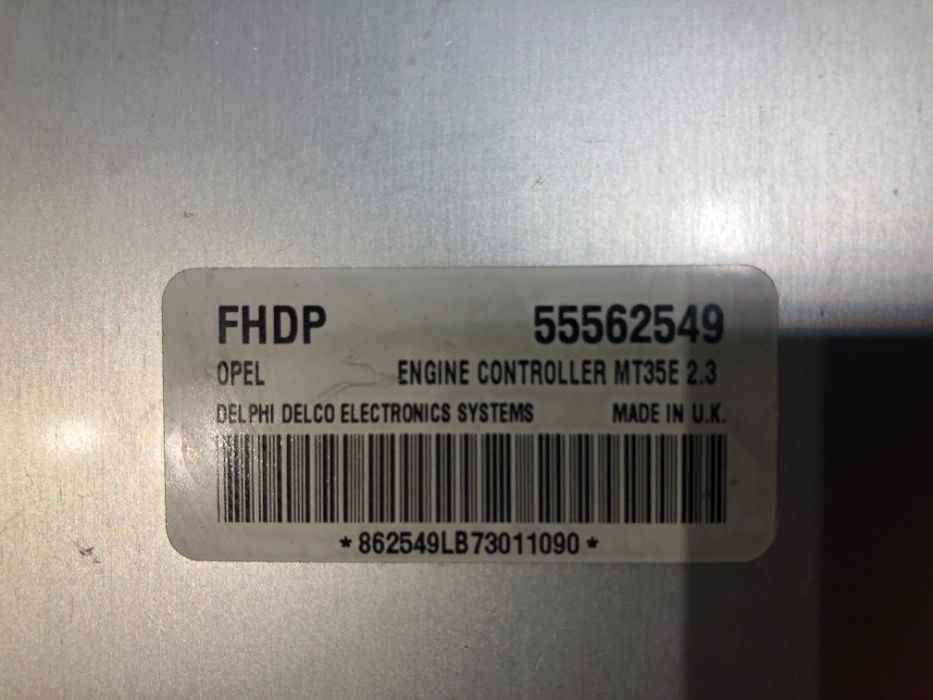 FHDP 55562549
OPEL ENGINE CONTROLLER MT35E 2.3
DELPHI DELCO ELECTRONICS SYSTEMS MADE IN U.K.
*862549LB73011090*